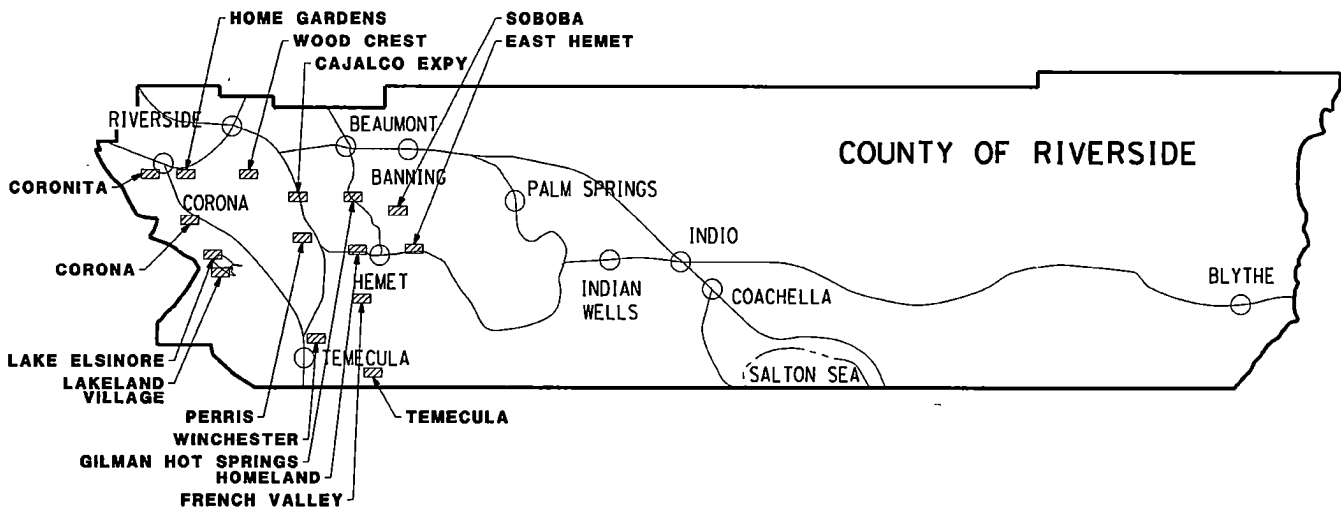 HOME GARDENS
SOBOBA
WOOD CREST
EAST HEMET
CAJALCO EXPY
RIVERSIDE
BEAUMONT
COUNTY OF RIVERSIDE
BANNING
CORONITA
PALM SPRINGS
CORONA
INDIO
CORONA
HEMET
BLYTHE
INDIAN
WELLS
COACHELLA
LAKE ELSINORE
TEMECULA
SALTON SEA
LAKELAND
VILLAGE
PERRIS
TEMECULA
WINCHESTER
GILMAN HOT SPRINGS
HOMELAND
FRENCH VALLEY